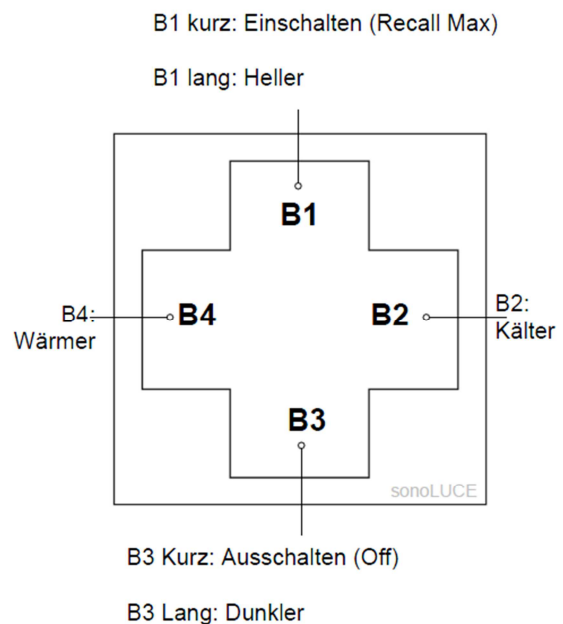 B1 kurz: Einschalten (Recall Max)
B1 lang: Heller
B1
B4:
Wärmer
B4
B2
B2:
Kälter
B3
sonoLUCE
B3 Kurz: Ausschalten (Off)
B3 Lang: Dunkler